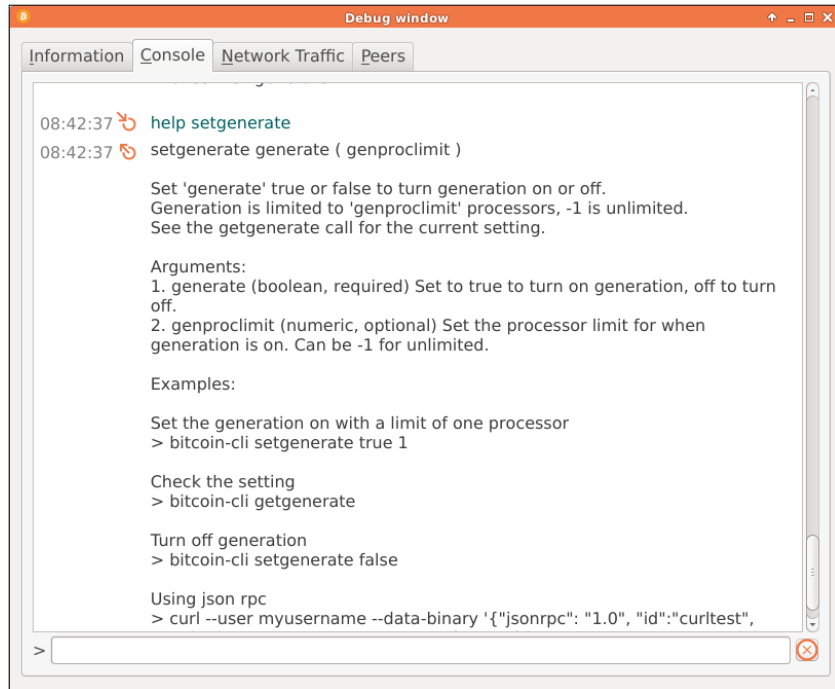 Debug window
Information Console Network Traffic Peers
08:42:37 help setgenerate
08:42:37 setgenerate generate ( genproclimit )
Set 'generate' true or false to turn generation on or off.
Generation is limited to 'genproclimit' processors, -1 is unlimited.
See the getgenerate call for the current setting.
Arguments:
1. generate (boolean, required) Set to true to turn on generation, off to turn
off.
2. genproclimit (numeric, optional) Set the processor limit for when
generation is on. Can be -1 for unlimited.
Examples:
Set the generation on with a limit of one processor
> bitcoin-cli setgenerate true 1
Check the setting
> bitcoin-cli getgenerate
Turn off generation
> bitcoin-cli setgenerate false
Using json rpc
> curl --user myusername --data-binary '{"jsonrpc": "1.0", "id":"curltest",
>